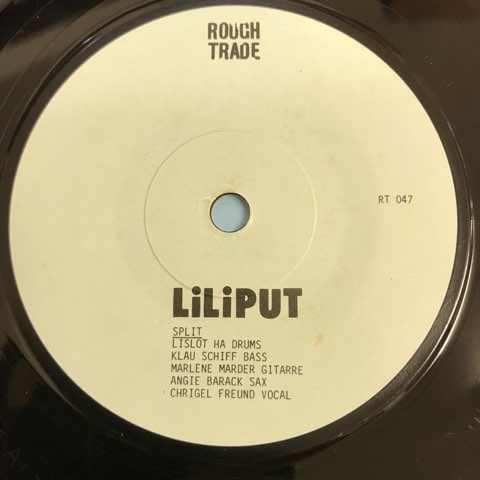 ROUGH
TRADE
RT 047
LiLiPUT
SPLIT
LISLOT HA DRUMS
KLAU SCHIFF BASS
MARLENE MARDER GITARRE
ANGIE BARACK SAX
CHRIGEL FREUND VOCAL